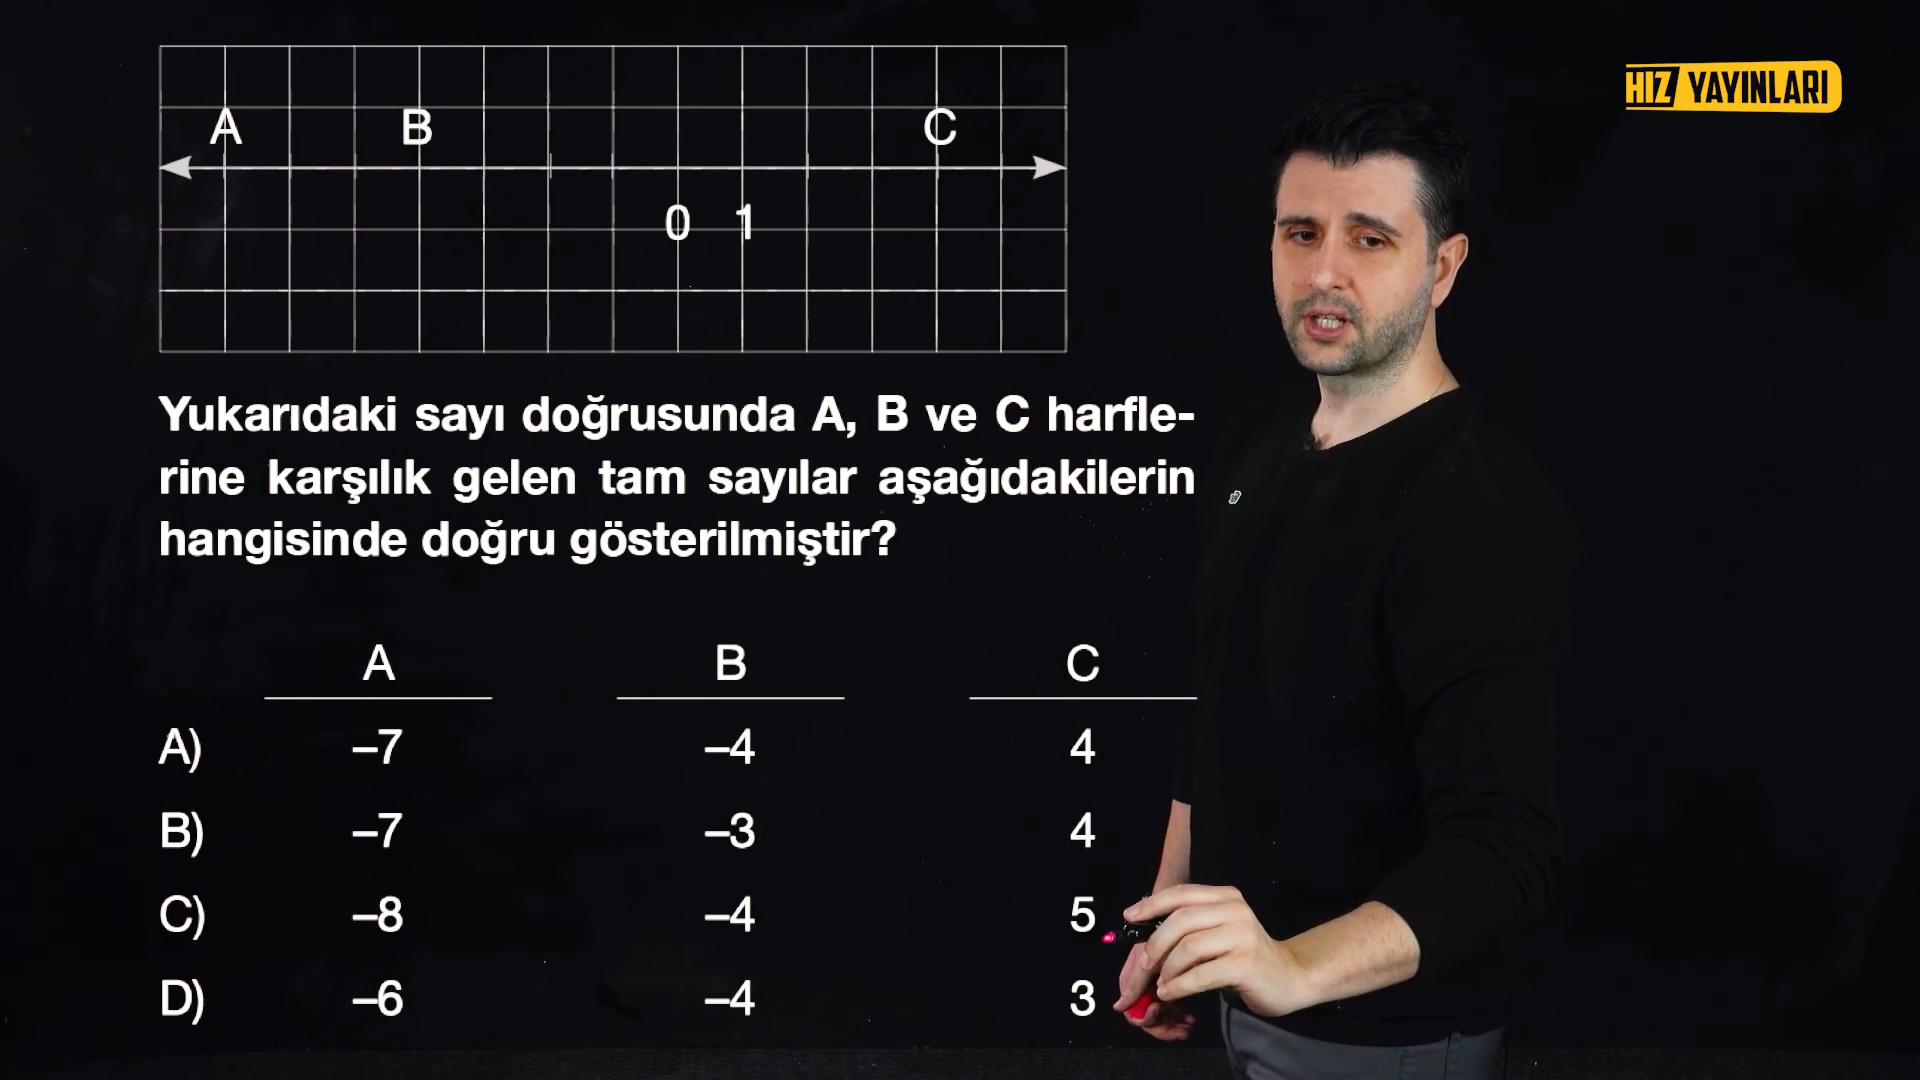 HIZ YAYINLARI
A B C
0 1
Yukarıdaki sayı doğrusunda A, B ve C harfle-
rine karşılık gelen tam sayılar aşağıdakilerin
hangisinde doğru gösterilmiştir?
A B C
A) –7 –4 4
B) –7 –3 4
C) –8 –4 5
D) –6 –4 3